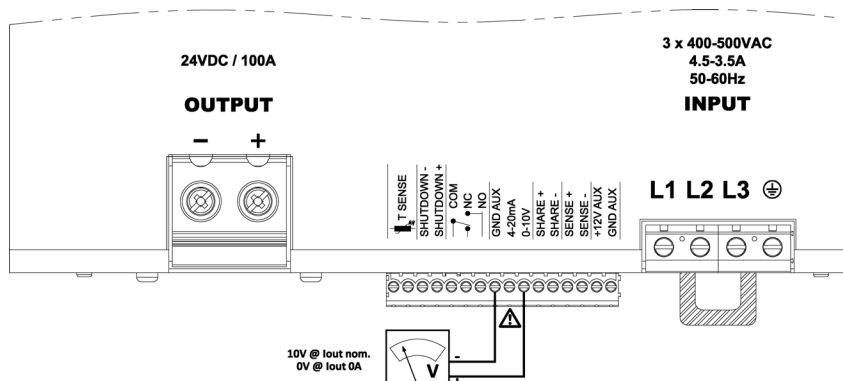 24VDC / 100A
OUTPUT
- +
3 x 400-500VAC
4.5-3.5A
50-60Hz
INPUT
T SENSE
SHUTDOWN -
SHUTDOWN +
COM
NC
NO
GND AUX
4-20mA
0-10V
SHARE +
SHARE -
SENSE +
SENSE -
+12V AUX
GND AUX
L1 L2 L3
10V @ Iout nom.
0V @ Iout 0A
V
-
+